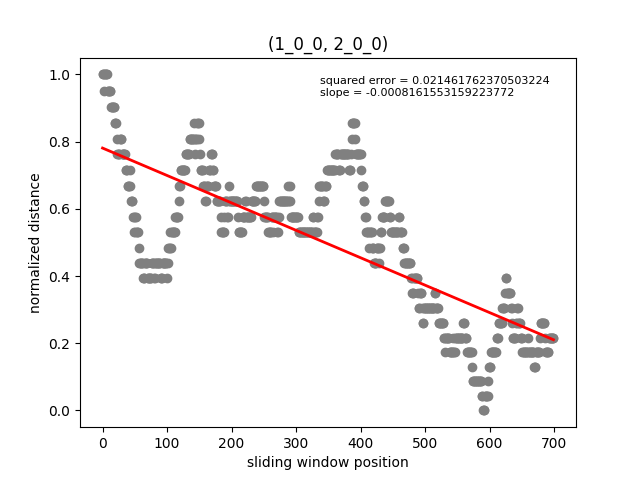 (1_0_0, 2_0_0)
squared error = 0.021461762370503224
slope = -0.0008161553159223772
normalized distance
1.0
0.8
0.6
0.4
0.2
0.0
0 100 200 300 400 500 600 700
sliding window position